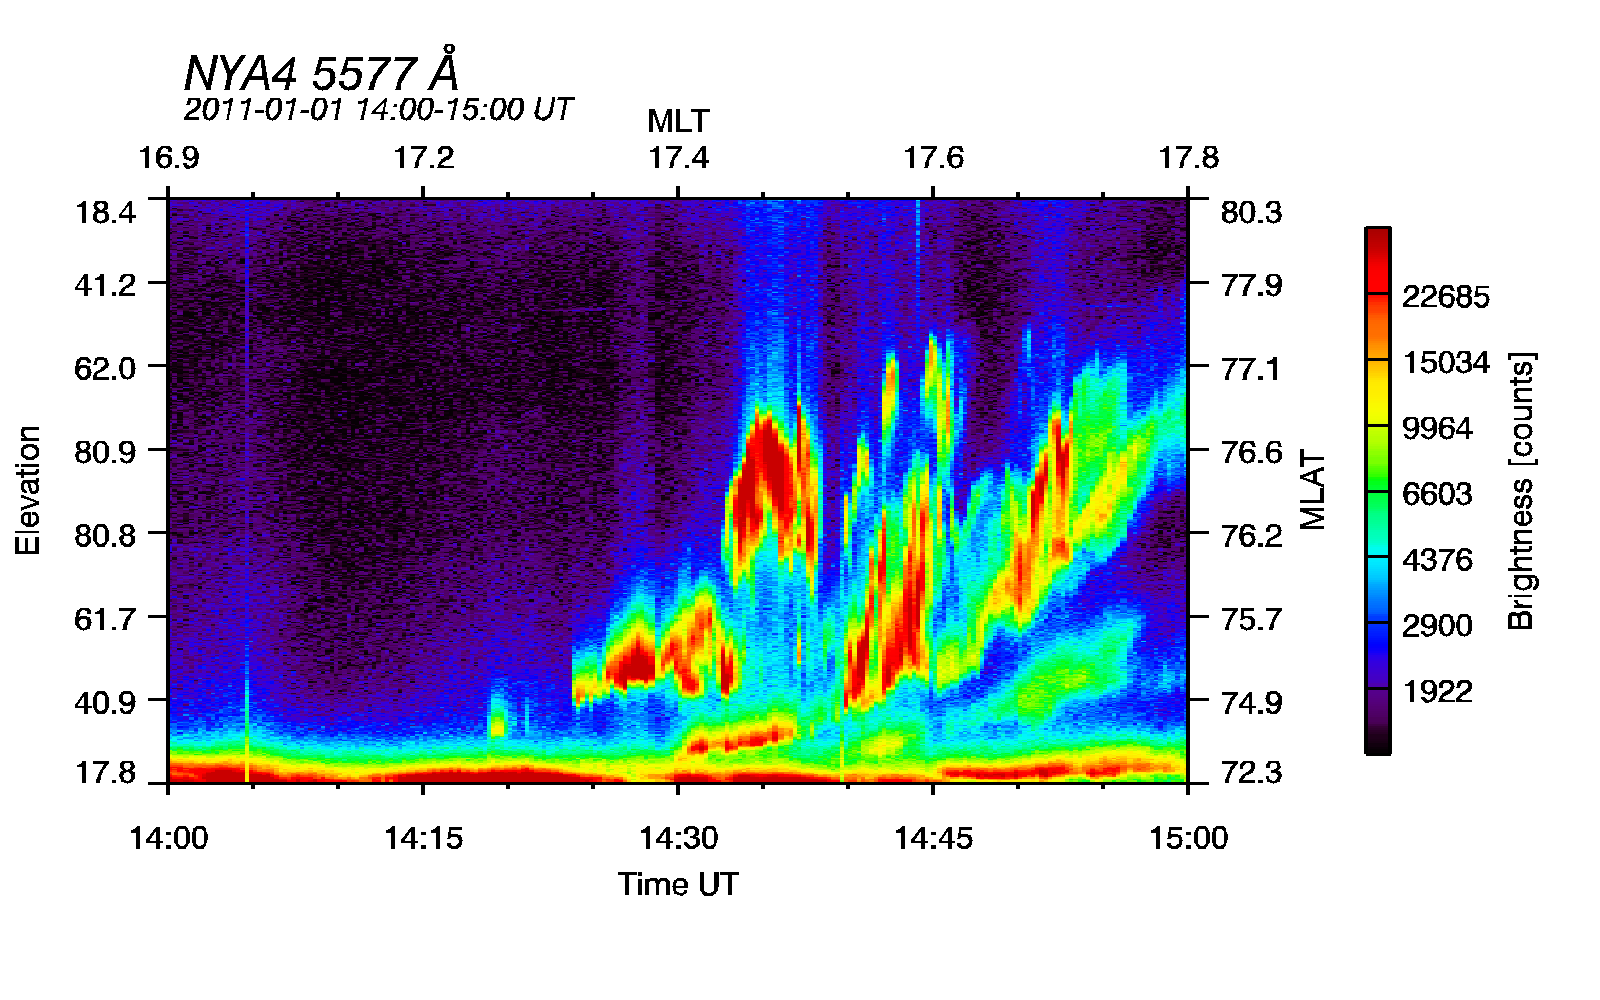 NYA4 5577 Å
2011-01-01 14:00-15:00 UT
MLT
16.9 17.2 17.4 17.6 17.8
18.4
41.2
62.0
80.9
80.8
61.7
40.9
17.8
Elevation
80.3
77.9
77.1
76.6
76.2
75.7
74.9
72.3
MLAT
22685
15034
9964
6603
4376
2900
1922
Brightness [counts]
14:00 14:15 14:30 14:45 15:00
Time UT